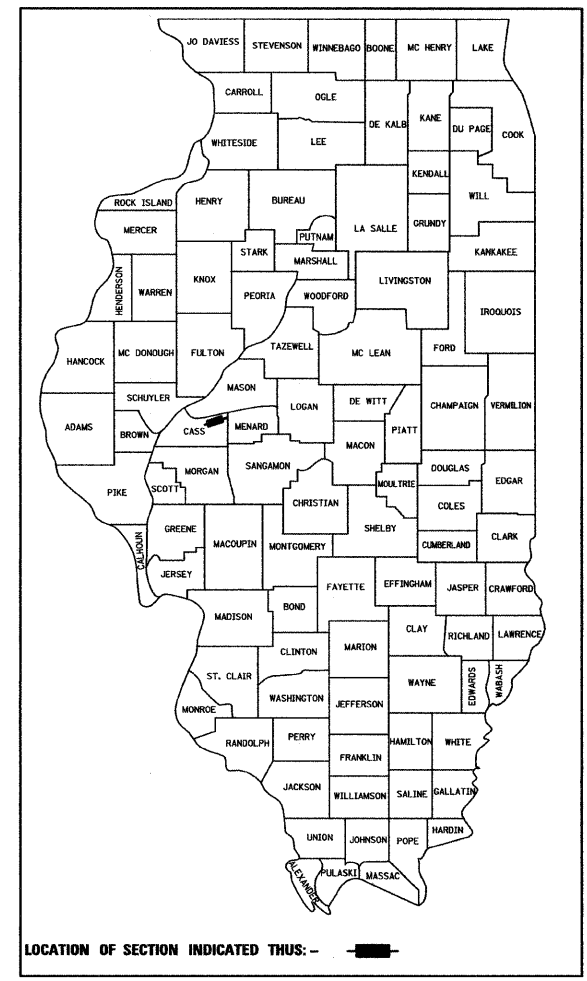 JO DAVIESS
STEVENSON
WINNEBAGO
BOONE
MC HENRY
LAKE
CARROLL
OGLE
DE KALB
KANE
DU PAGE
COOK
WHITESIDE
LEE
KENDALL
WILL
ROCK ISLAND
HENRY
BUREAU
LA SALLE
GRUNDY
MERCER
PUTNAM
STARK
MARSHALL
KANKAKEE
HENDERSON
WARREN
KNOX
PEORIA
WOODFORD
LIVINGSTON
IROQUOIS
HANCOCK
MC DONOUGH
FULTON
TAZEWELL
MC LEAN
FORD
MASON
SCHUYLER
LOGAN
DE WITT
CHAMPAIGN
VERMILION
ADAMS
BROWN
CASS
MENARD
PIATT
MACON
MORGAN
SANGAMON
DOUGLAS
EDGAR
PIKE
SCOTT
CHRISTIAN
MOULTRIE
COLES
GREENE
MACOUPIN
MONTGOMERY
SHELBY
CUMBERLAND
CLARK
CALHOUN
JERSEY
FAYETTE
EFFINGHAM
JASPER
CRAWFORD
MADISON
BOND
CLAY
RICHLAND
LAWRENCE
CLINTON
MARION
ST. CLAIR
WAYNE
EDWARDS
WABASH
WASHINGTON
JEFFERSON
MONROE
RANDOLPH
PERRY
HAMILTON
WHITE
FRANKLIN
JACKSON
WILLIAMSON
SALINE
GALLATIN
UNION
JOHNSON
POPE
HARDIN
ALEXANDER
PULASKI
MASSAC
LOCATION OF SECTION INDICATED THUS: -